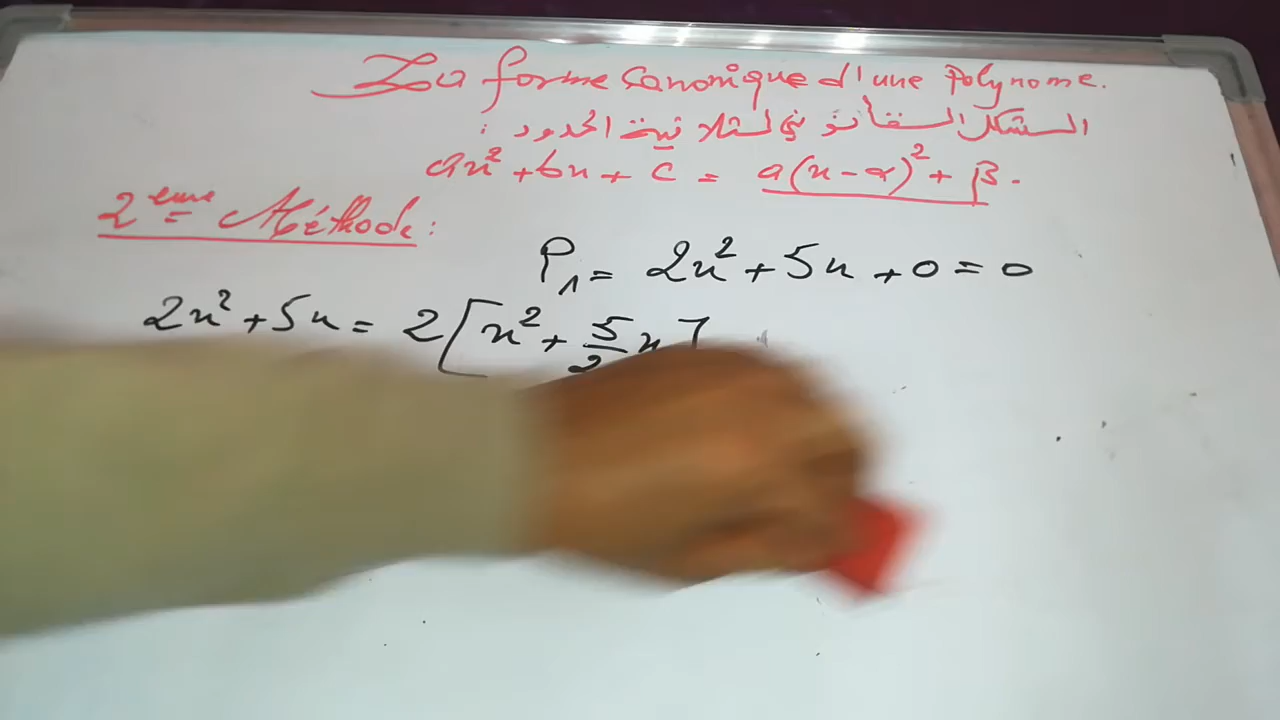 La forme canonique d'une Polynome.
الشكل القانوني لثلاثية الحدود :
ax² + bx + c = a(x - α)² + β.
2ème Méthode :
P₁ = 2x² + 5x + 0 = 0
2x² + 5x = 2[x² + 5/2 x]